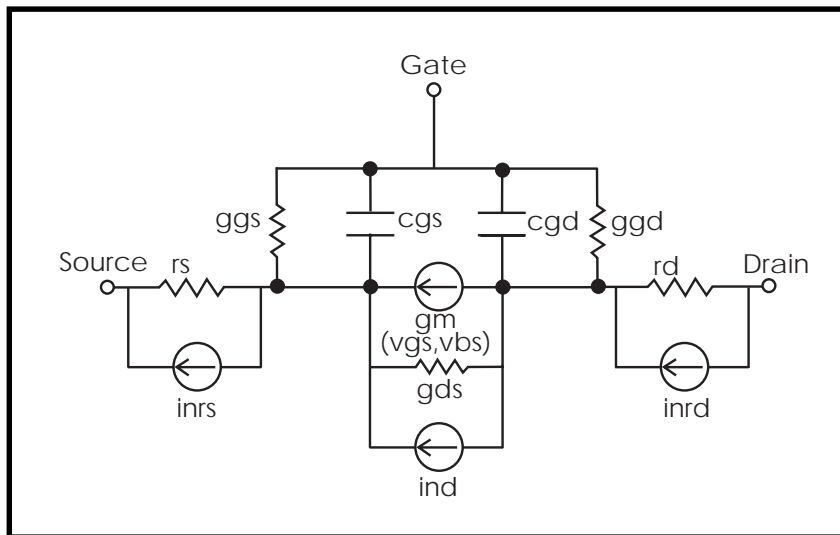 Gate
ggs
cgs
cgd
ggd
Source
rs
rd
Drain
gm
(vgs,vbs)
gds
inrs
inrd
ind